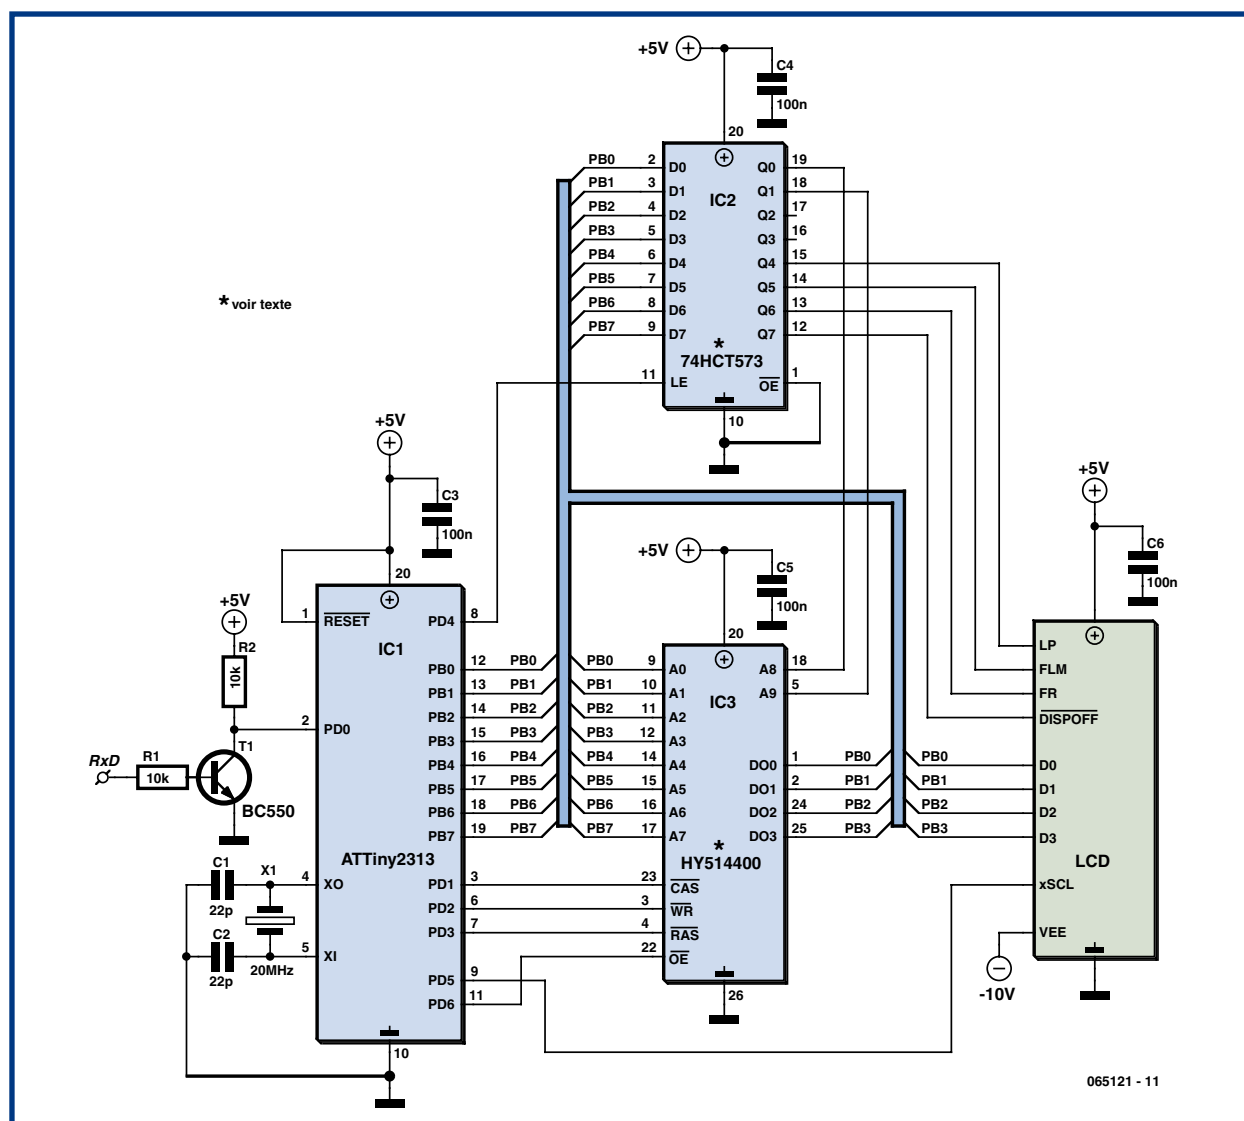 +5V
C4
100n
20
PB0 2 D0 Q0 19
PB1 3 D1 IC2 Q1 18
PB2 4 D2 Q2 17
PB3 5 D3 Q3 16
PB4 6 D4 Q4 15
PB5 7 D5 Q5 14
PB6 8 D6 Q6 13
PB7 9 D7 Q7 12
*
74HCT573
11 LE OE 1
10
* voir texte
+5V
C3
100n
20
1 RESET PD4 8
IC1
+5V
R2
10k
2 PD0
T1
RxD
R1
10k
BC550
PB0 12 PB0
PB1 13 PB1
PB2 14 PB2
PB3 15 PB3
PB4 16 PB4
PB5 17 PB5
PB6 18 PB6
PB7 19 PB7
ATTiny2313
C1
22p
X1
20MHz
C2
22p
4 XO
5 XI
PD1 3
PD2 6
PD3 7
PD5 9
PD6 11
10
+5V
C5
100n
20
PB0 9 A0 A8 18
PB1 10 A1 IC3 A9 5
PB2 11 A2
PB3 12 A3
PB4 14 A4 DO0 1 PB0
PB5 15 A5 DO1 2 PB1
PB6 16 A6 DO2 24 PB2
PB7 17 A7 DO3 25 PB3
*
HY514400
23 CAS
3 WR
4 RAS
22 OE
26
+5V
C6
100n
LP
FLM
FR
DISPOFF
PB0 D0
PB1 D1
PB2 D2
PB3 D3
LCD
xSCL
VEE
-10V
065121 - 11